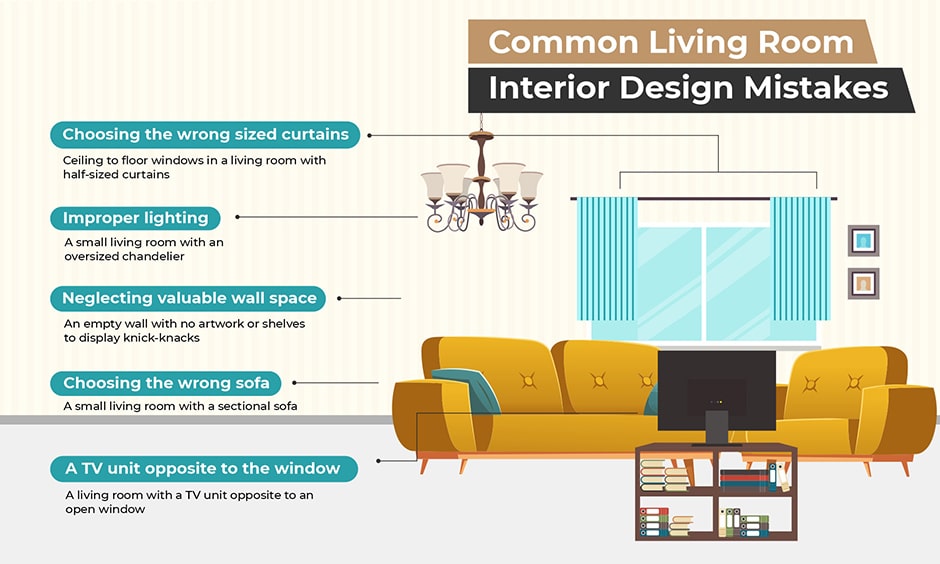 Common Living Room
Interior Design Mistakes
Choosing the wrong sized curtains
Ceiling to floor windows in a living room with
half-sized curtains
Improper lighting
A small living room with an
oversized chandelier
Neglecting valuable wall space
An empty wall with no artwork or shelves
to display knick-knacks
Choosing the wrong sofa
A small living room with a sectional sofa
A TV unit opposite to the window
A living room with a TV unit opposite to an
open window